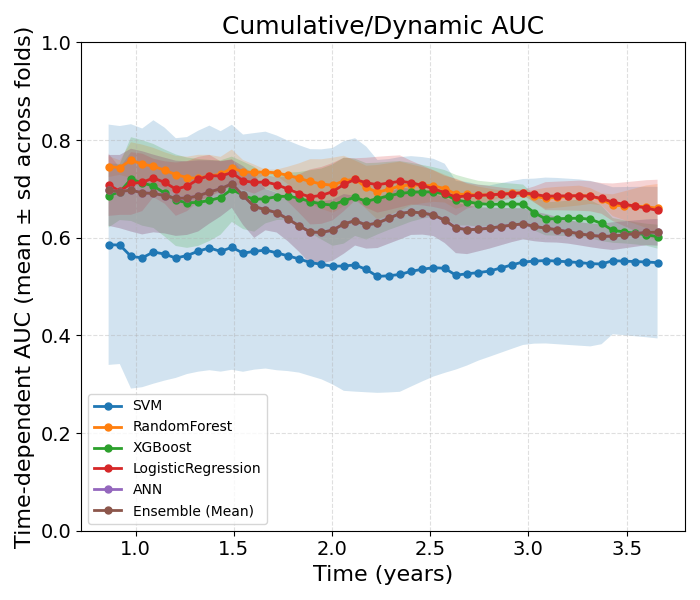 Cumulative/Dynamic AUC
Time-dependent AUC (mean ± sd across folds)
1.0
0.8
0.6
0.4
0.2
0.0
SVM
RandomForest
XGBoost
LogisticRegression
ANN
Ensemble (Mean)
1.0 1.5 2.0 2.5 3.0 3.5
Time (years)